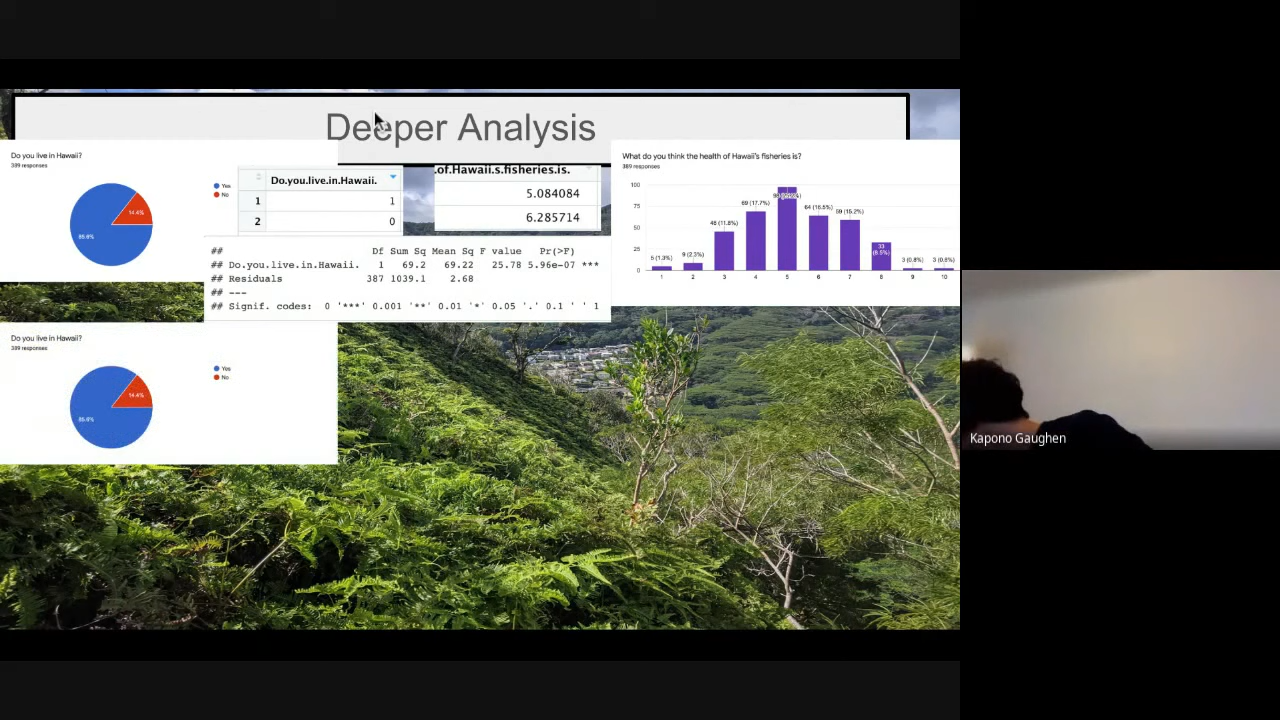 Deeper Analysis
Do you live in Hawaii?
389 responses
Yes
No
14.4%
85.6%
Do.you.live.in.Hawaii.
1 1
2 0
.of.Hawaii.s.fisheries.is.
5.084084
6.285714
## Df Sum Sq Mean Sq F value Pr(>F)
## Do.you.live.in.Hawaii. 1 69.2 69.22 25.78 5.96e-07 ***
## Residuals 387 1039.1 2.68
## ---
## Signif. codes: 0 '***' 0.001 '**' 0.01 '*' 0.05 '.' 0.1 ' ' 1
What do you think the health of Hawaii's fisheries is?
389 responses
100
75
50
25
0
5 (1.3%)
9 (2.3%)
46 (11.8%)
69 (17.7%)
64 (16.5%)
59 (15.2%)
33
(8.5%)
3 (0.8%)
3 (0.8%)
1 2 3 4 5 6 7 8 9 10
Do you live in Hawaii?
389 responses
Yes
No
14.4%
85.6%
Kapono Gaughen